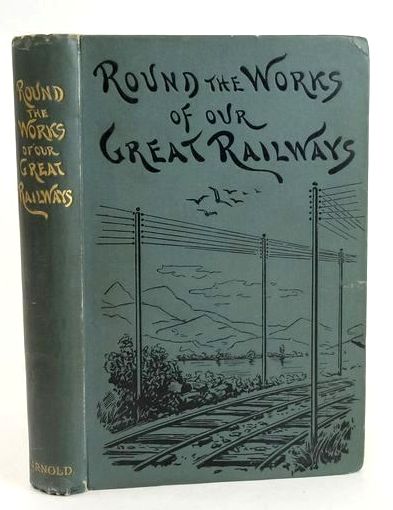 Round
the
Works
of our
Great
Railways
Arnold
Round the Works
of our
Great Railways